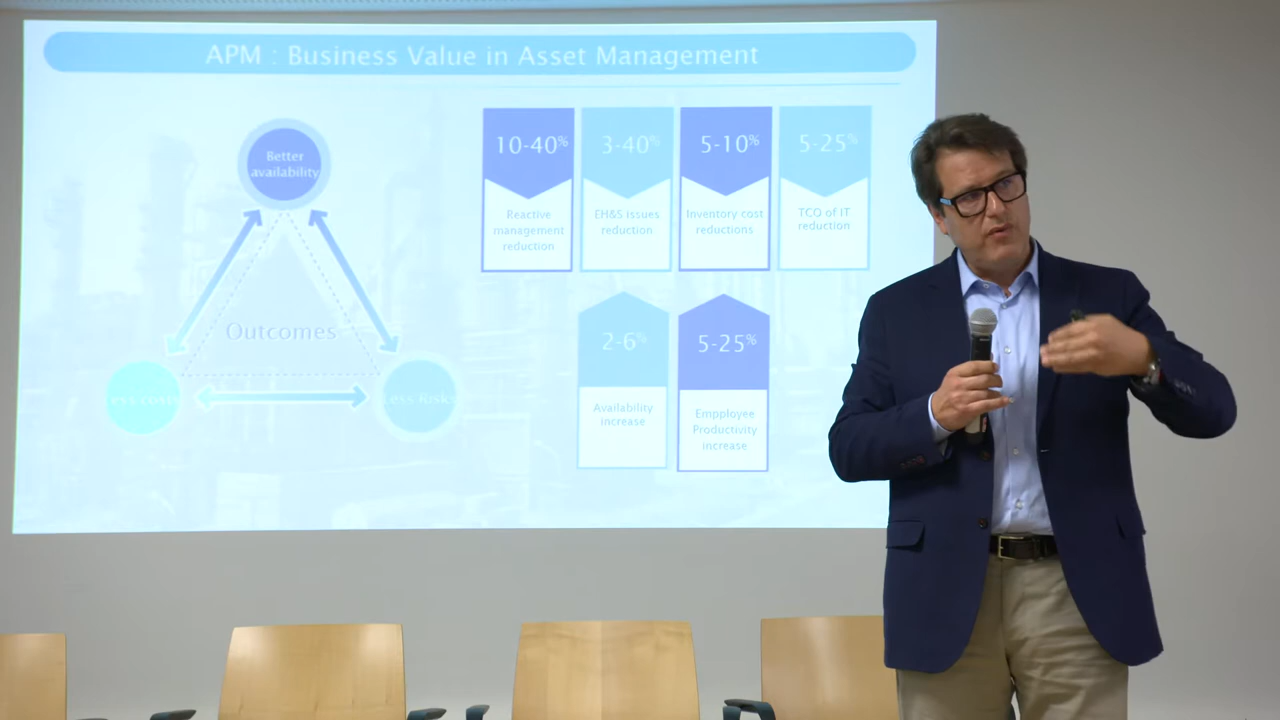 APM : Business Value in Asset Management
Better
availability
Outcomes
Less costs
Less Risks
10-40%
Reactive
management
reduction
3-40%
EH&S issues
reduction
5-10%
Inventory cost
reductions
5-25%
TCO of IT
reduction
2-6%
Availability
increase
5-25%
Empployee
Productivity
increase